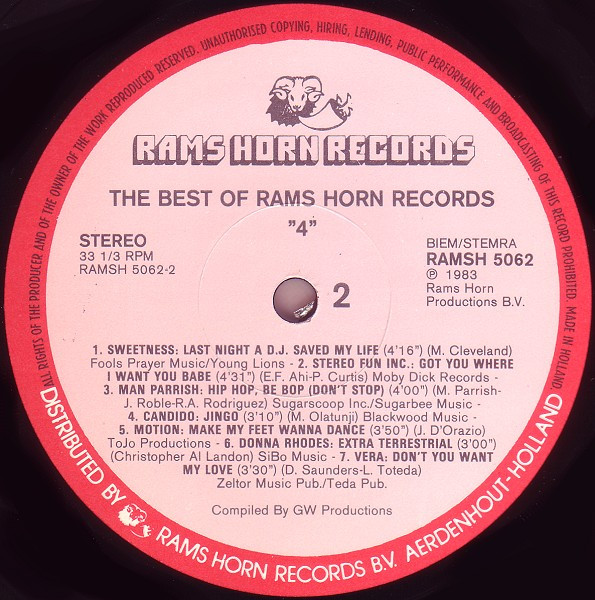 ALL RIGHTS OF THE PRODUCER AND OF THE OWNER OF THE WORK REPRODUCED RESERVED. UNAUTHORISED COPYING, HIRING, LENDING, PUBLIC PERFORMANCE AND BROADCASTING OF THIS RECORD PROHIBITED. MADE IN HOLLAND.
RAMS HORN RECORDS
THE BEST OF RAMS HORN RECORDS
"4"
STEREO
33 1/3 RPM
RAMSH 5062-2
BIEM/STEMRA
RAMSH 5062
℗ 1983
Rams Horn
Productions B.V.
2
1. SWEETNESS: LAST NIGHT A D.J. SAVED MY LIFE (4'16") (M. Cleveland)
Fools Prayer Music/Young Lions - 2. STEREO FUN INC.: GOT YOU WHERE
I WANT YOU BABE (4'31") (E.F. Ahi-P. Curtis) Moby Dick Records -
3. MAN PARRISH: HIP HOP, BE BOP (DON'T STOP) (4'00") (M. Parrish-
J. Roble-R.A. Rodriguez) Sugarscoop Inc./Sugarbee Music -
4. CANDIDO: JINGO (3'10") (M. Olatunji) Blackwood Music -
5. MOTION: MAKE MY FEET WANNA DANCE (3'50") (J. D'Orazio)
ToJo Productions - 6. DONNA RHODES: EXTRA TERRESTRIAL (3'00")
(Christopher Al Landon) SiBo Music - 7. VERA: DON'T YOU WANT
MY LOVE (3'30") (D. Saunders-L. Toteda)
Zeltor Music Pub./Teda Pub.
Compiled By GW Productions
DISTRIBUTED BY RAMS HORN RECORDS B.V. AERDENHOUT-HOLLAND